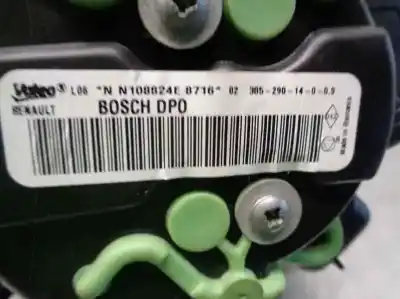 Valeo L06 "N N108824E 8716" 02 305-290-14-0-0.9
RENAULT BOSCH DPO